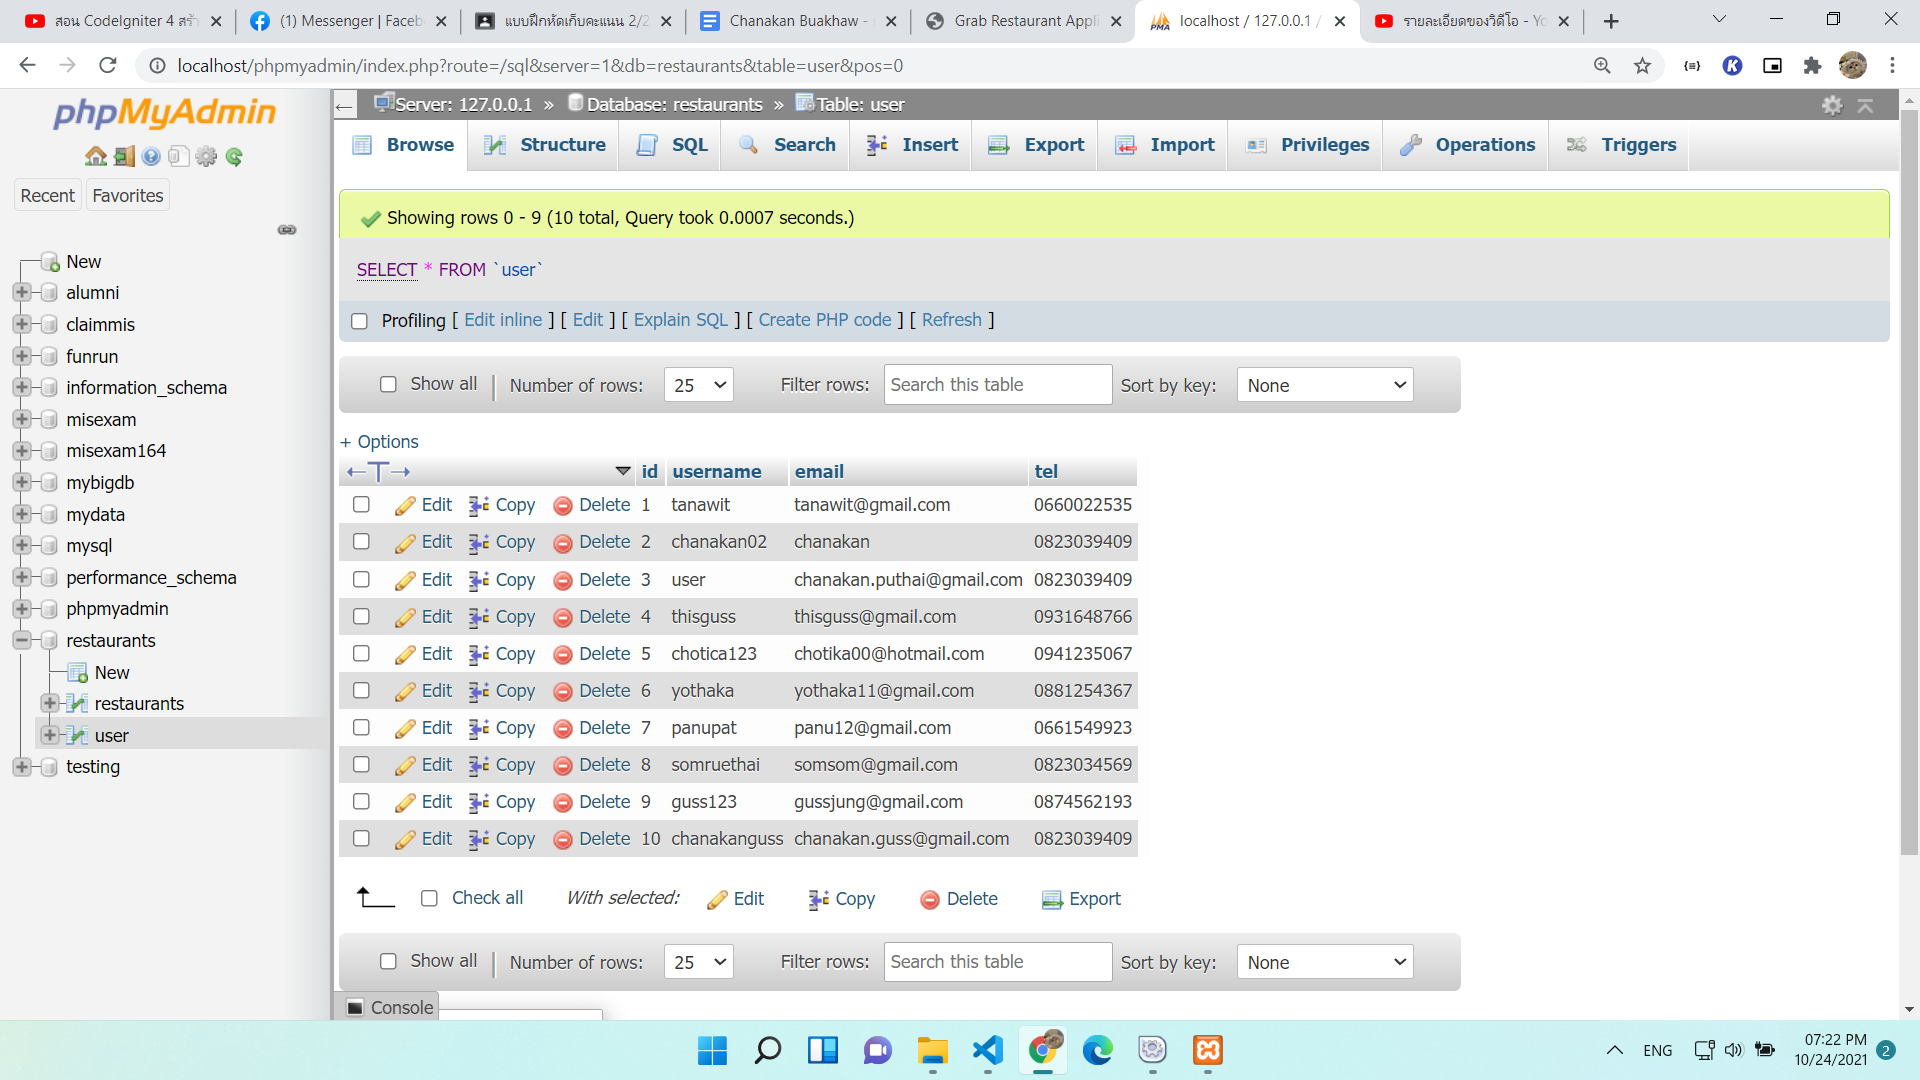 สอน CodeIgniter 4 สร้า
(1) Messenger | Faceb
แบบฝึกหัดเก็บคะแนน 2/2
Chanakan Buakhaw -
Grab Restaurant Appli
localhost / 127.0.0.1 /
รายละเอียดของวิดีโอ - Yo
localhost/phpmyadmin/index.php?route=/sql&server=1&db=restaurants&table=user&pos=0
phpMyAdmin
Recent Favorites
New
alumni
claimmis
funrun
information_schema
misexam
misexam164
mybigdb
mydata
mysql
performance_schema
phpmyadmin
restaurants
New
restaurants
user
testing
Server: 127.0.0.1 » Database: restaurants » Table: user
Browse Structure SQL Search Insert Export Import Privileges Operations Triggers
Showing rows 0 - 9 (10 total, Query took 0.0007 seconds.)
SELECT * FROM `user`
Profiling [ Edit inline ] [ Edit ] [ Explain SQL ] [ Create PHP code ] [ Refresh ]
Show all | Number of rows: 25 Filter rows: Search this table Sort by key: None
+ Options
←T→ id username email tel
Edit Copy Delete 1 tanawit tanawit@gmail.com 0660022535
Edit Copy Delete 2 chanakan02 chanakan 0823039409
Edit Copy Delete 3 user chanakan.puthai@gmail.com 0823039409
Edit Copy Delete 4 thisguss thisguss@gmail.com 0931648766
Edit Copy Delete 5 chotica123 chotika00@hotmail.com 0941235067
Edit Copy Delete 6 yothaka yothaka11@gmail.com 0881254367
Edit Copy Delete 7 panupat panu12@gmail.com 0661549923
Edit Copy Delete 8 somruethai somsom@gmail.com 0823034569
Edit Copy Delete 9 guss123 gussjung@gmail.com 0874562193
Edit Copy Delete 10 chanakanguss chanakan.guss@gmail.com 0823039409
Check all With selected: Edit Copy Delete Export
Show all | Number of rows: 25 Filter rows: Search this table Sort by key: None
Console
ENG
07:22 PM
10/24/2021
2